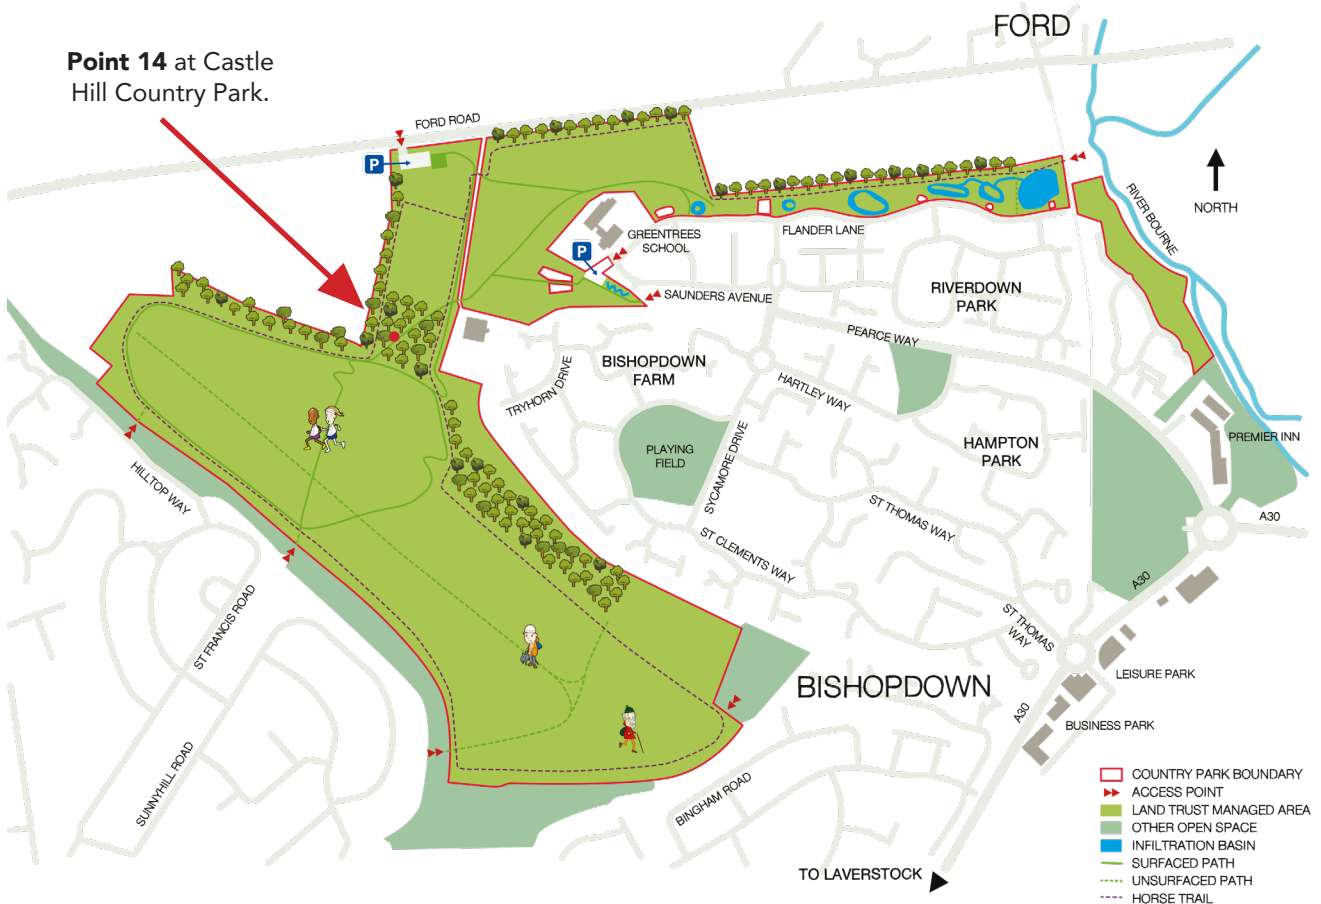 FORD
Point 14 at Castle
Hill Country Park.
FORD ROAD
P
NORTH
RIVER BOURNE
GREENTREES
SCHOOL
FLANDER LANE
P
SAUNDERS AVENUE
RIVERDOWN
PARK
PEARCE WAY
BISHOPDOWN
FARM
TRYHORN DRIVE
HARTLEY WAY
PLAYING
FIELD
SYCAMORE DRIVE
HAMPTON
PARK
PREMIER INN
HILLTOP WAY
ST THOMAS WAY
A30
ST CLEMENTS WAY
A30
ST FRANCIS ROAD
ST THOMAS
WAY
LEISURE PARK
BISHOPDOWN
A30
BUSINESS PARK
SUNNYHILL ROAD
BINGHAM ROAD
TO LAVERSTOCK
COUNTRY PARK BOUNDARY
ACCESS POINT
LAND TRUST MANAGED AREA
OTHER OPEN SPACE
INFILTRATION BASIN
SURFACED PATH
UNSURFACED PATH
HORSE TRAIL